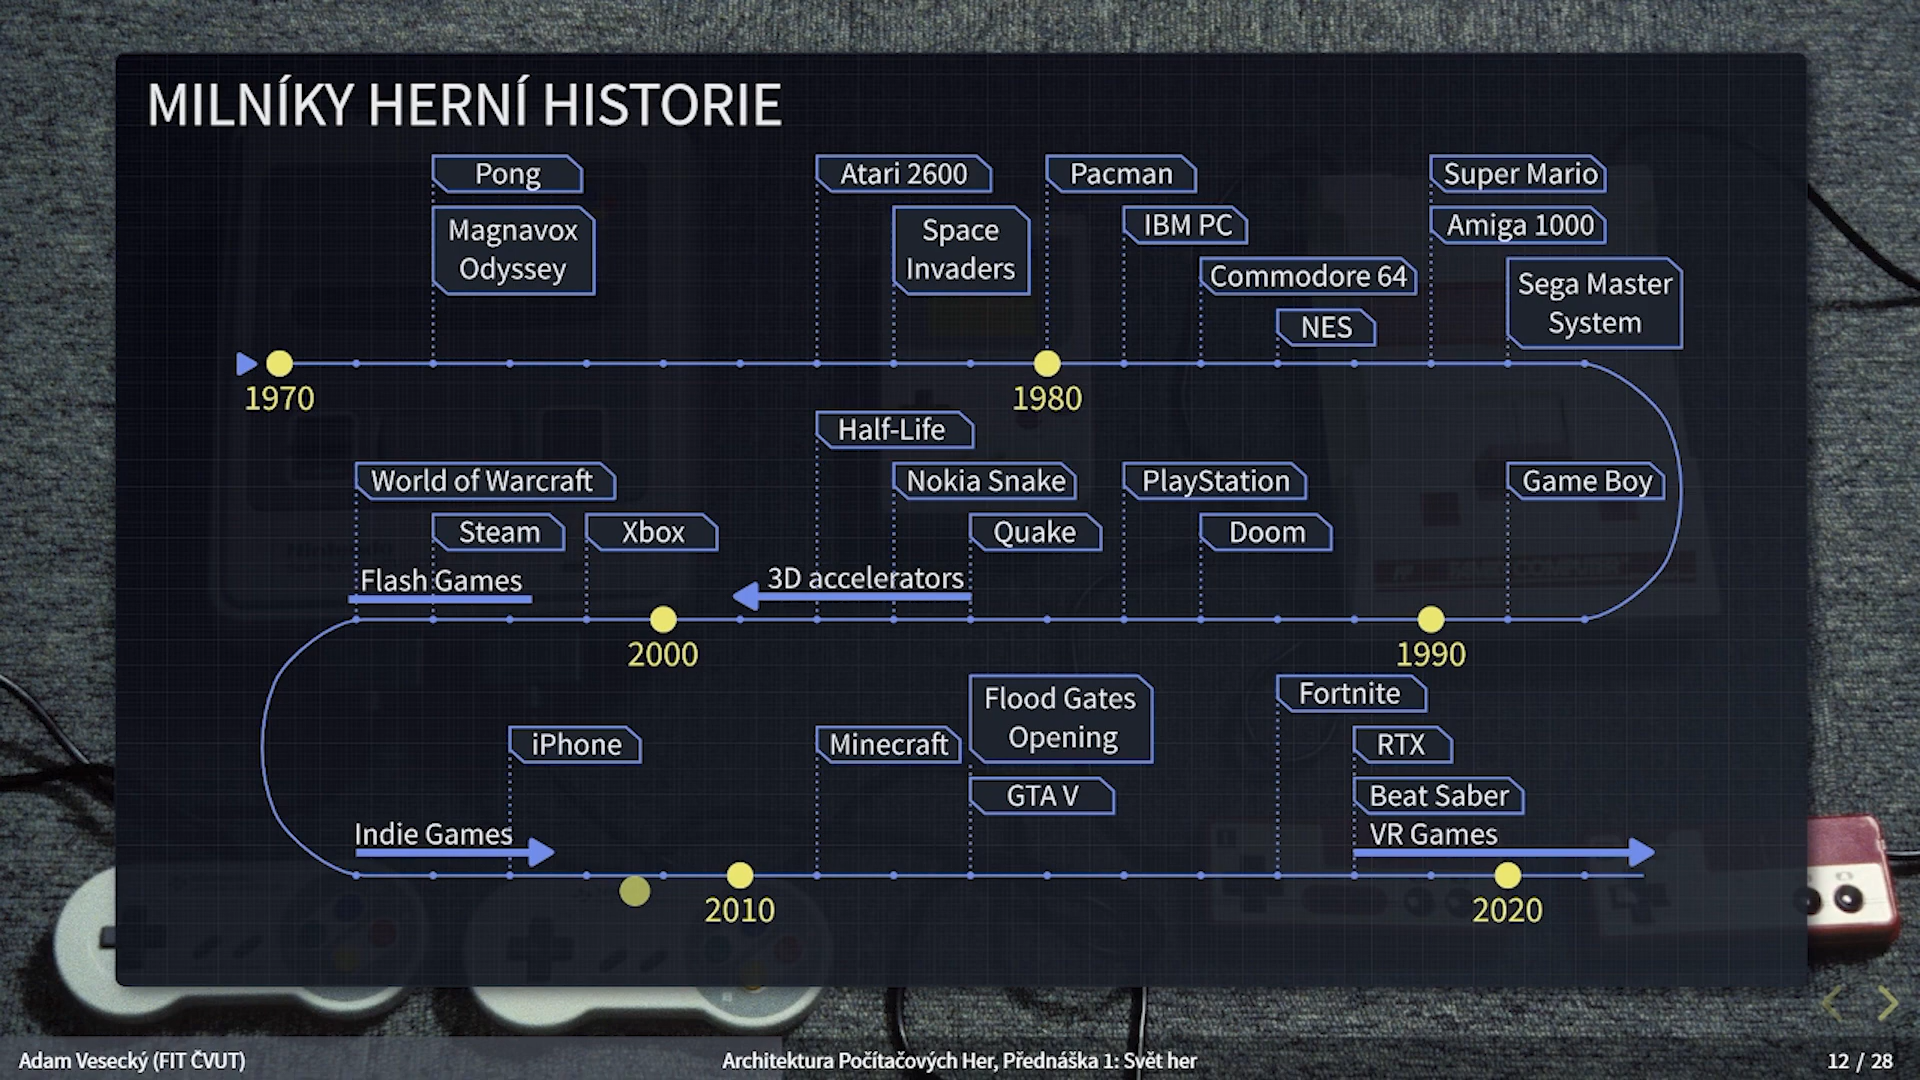 MILNÍKY HERNÍ HISTORIE
Pong
Atari 2600
Pacman
Super Mario
Magnavox
Odyssey
Space
Invaders
IBM PC
Amiga 1000
Commodore 64
Sega Master
System
NES
1970
1980
Half-Life
World of Warcraft
Nokia Snake
PlayStation
Game Boy
Steam
Xbox
Quake
Doom
Flash Games
3D accelerators
2000
1990
Flood Gates
Opening
Fortnite
iPhone
Minecraft
RTX
GTA V
Beat Saber
Indie Games
VR Games
2010
2020
Adam Vesecký (FIT ČVUT)
Architektura Počítačových Her, Přednáška 1: Svět her
12 / 28